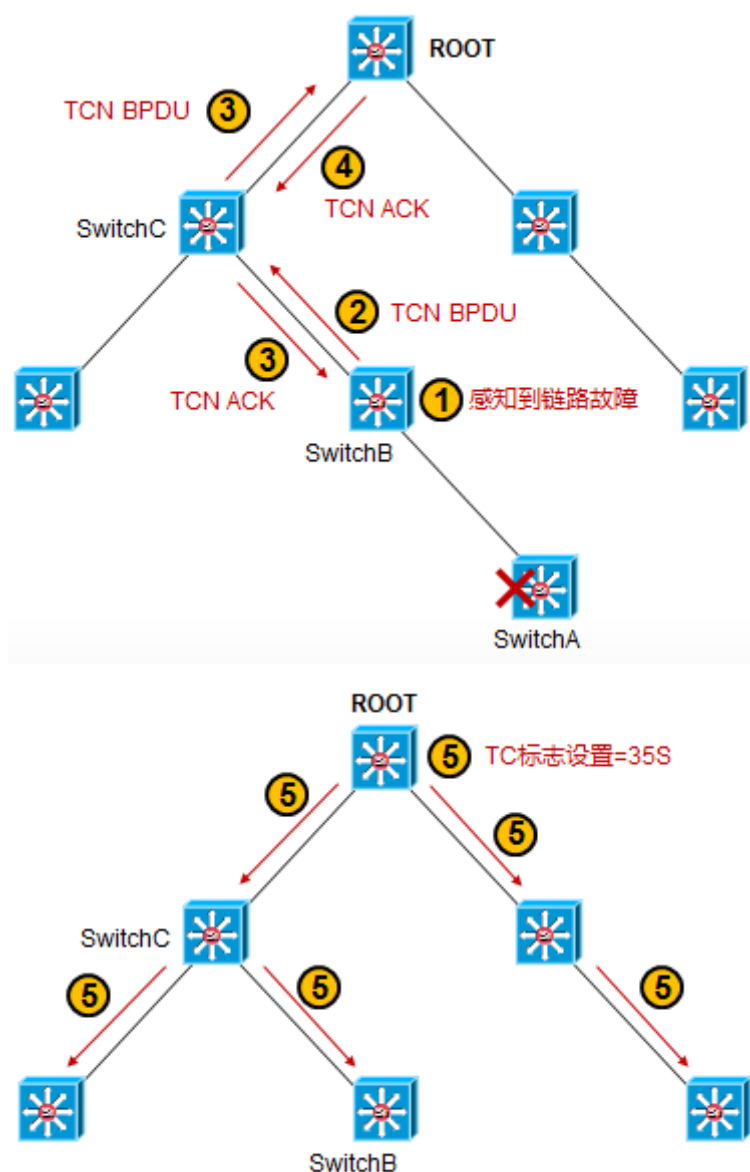 ROOT
TCN BPDU 3
4
TCN ACK
SwitchC
2 TCN BPDU
3
TCN ACK
1 感知到链路故障
SwitchB
SwitchA
ROOT
5 TC标志设置=35S
5
5
SwitchC
5
5
5
SwitchB